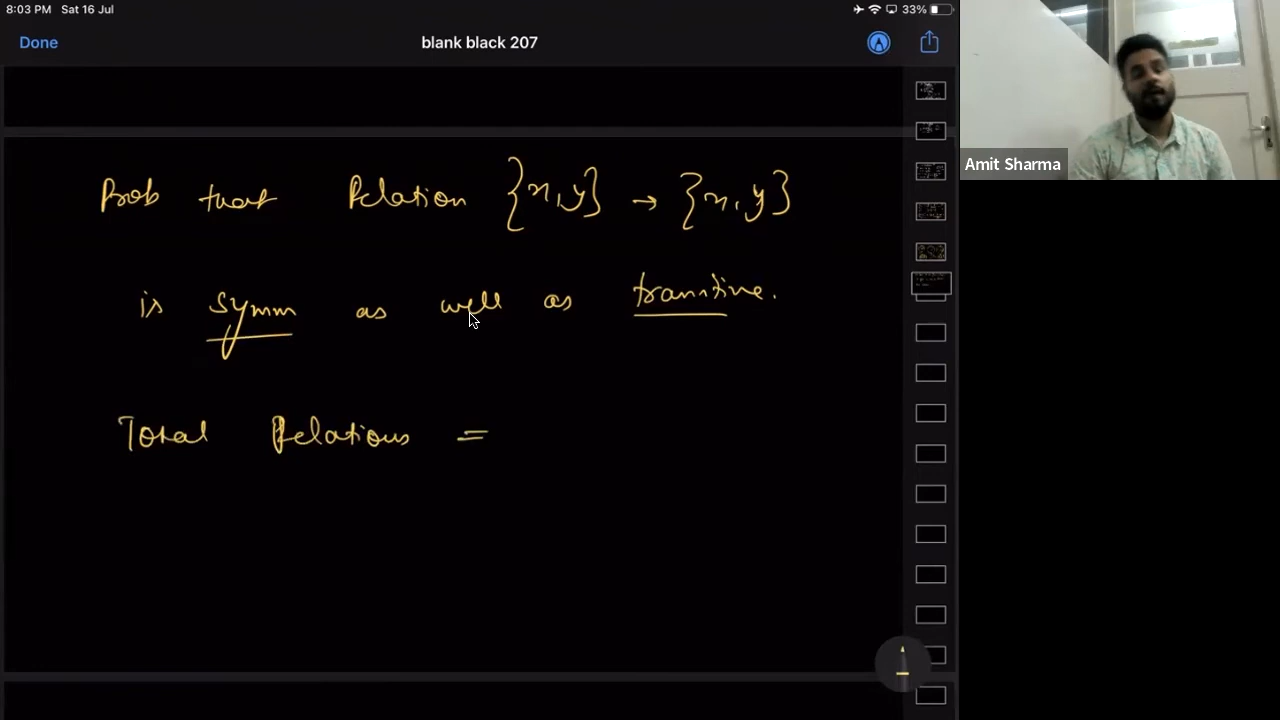 8:03 PM Sat 16 Jul
33%
Done
blank black 207
Amit Sharma
Prob that Relation {x,y} → {x,y}
is symm as well as transitive.
Total Relations =